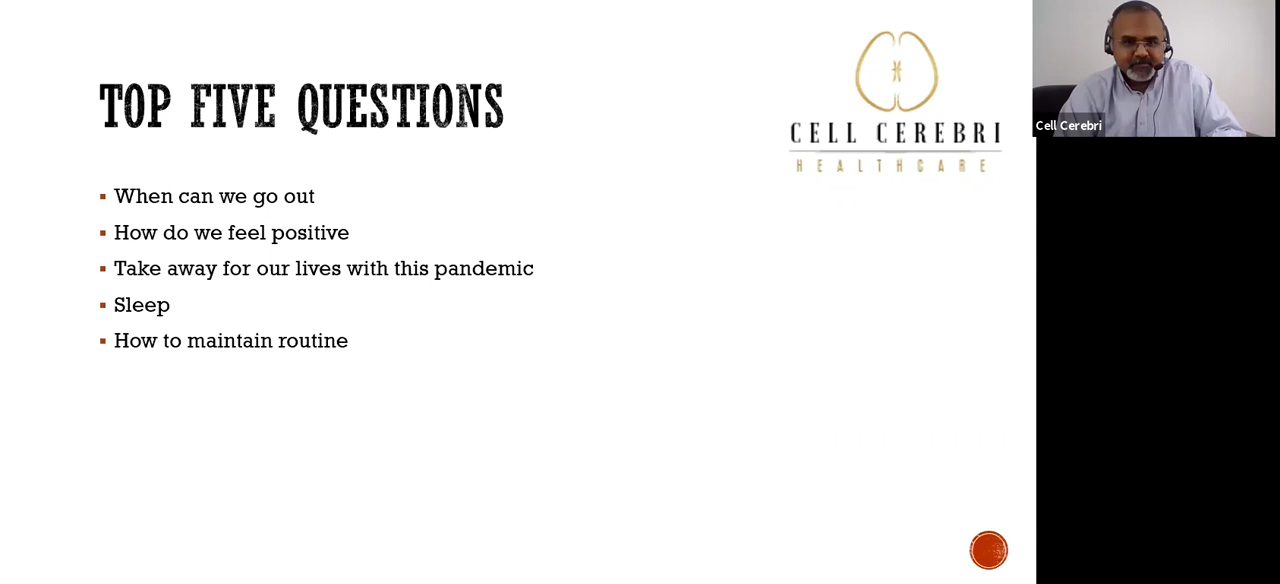 TOP FIVE QUESTIONS
When can we go out
How do we feel positive
Take away for our lives with this pandemic
Sleep
How to maintain routine
CELL CEREBRI
HEALTHCARE
Cell Cerebri